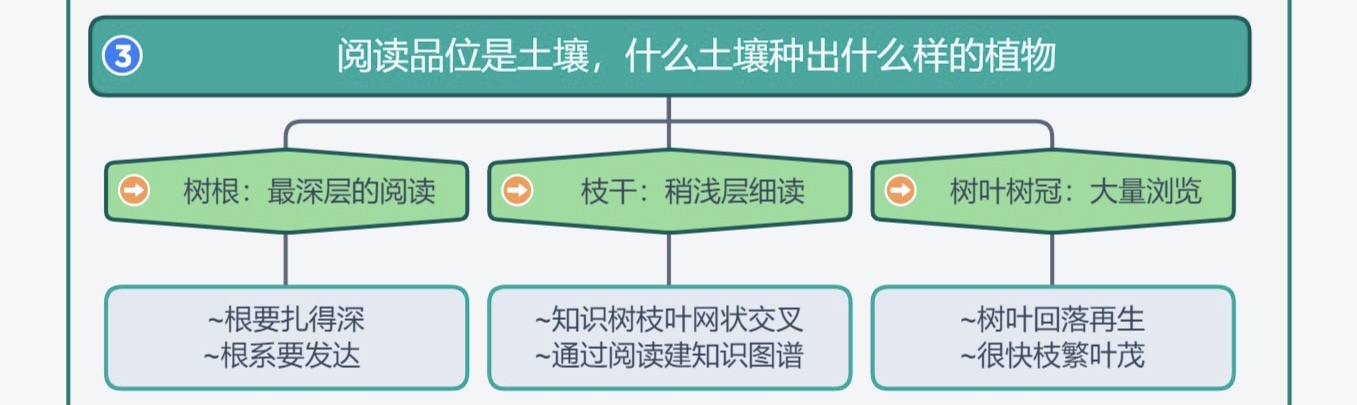 3
阅读品位是土壤，什么土壤种出什么样的植物
树根：最深层的阅读
枝干：稍浅层细读
树叶树冠：大量浏览
~根要扎得深
~根系要发达
~知识树枝叶网状交叉
~通过阅读建知识图谱
~树叶回落再生
~很快枝繁叶茂